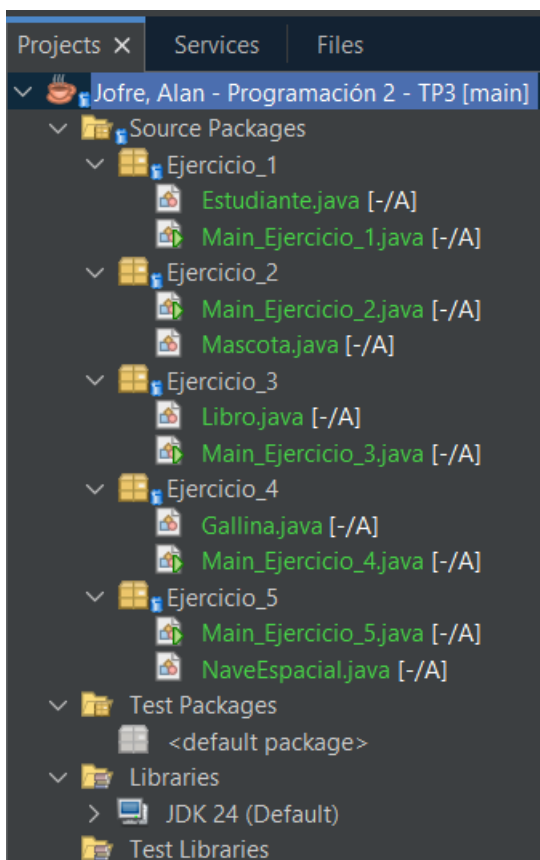 Projects Services Files
Jofre, Alan - Programación 2 - TP3 [main]
Source Packages
Ejercicio_1
Estudiante.java [-/A]
Main_Ejercicio_1.java [-/A]
Ejercicio_2
Main_Ejercicio_2.java [-/A]
Mascota.java [-/A]
Ejercicio_3
Libro.java [-/A]
Main_Ejercicio_3.java [-/A]
Ejercicio_4
Gallina.java [-/A]
Main_Ejercicio_4.java [-/A]
Ejercicio_5
Main_Ejercicio_5.java [-/A]
NaveEspacial.java [-/A]
Test Packages
<default package>
Libraries
JDK 24 (Default)
Test Libraries